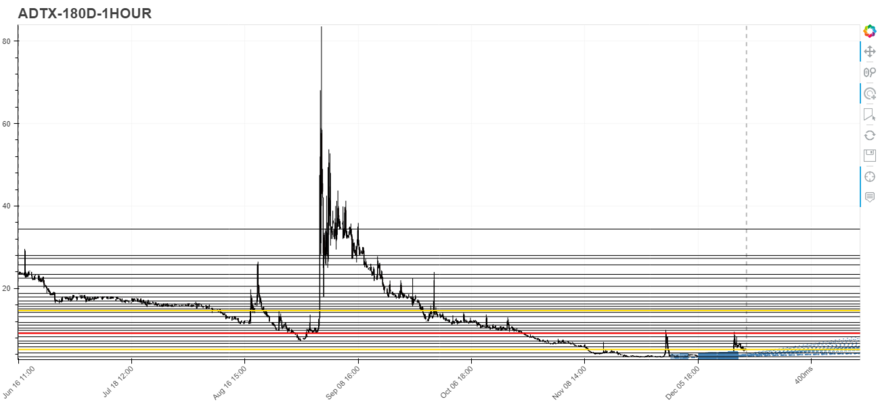 ADTX-180D-1HOUR
80
60
40
20
Jun 16 11:00
Jul 18 12:00
Aug 16 15:00
Sep 08 16:00
Oct 06 18:00
Nov 08 14:00
Dec 05 18:00
400ms